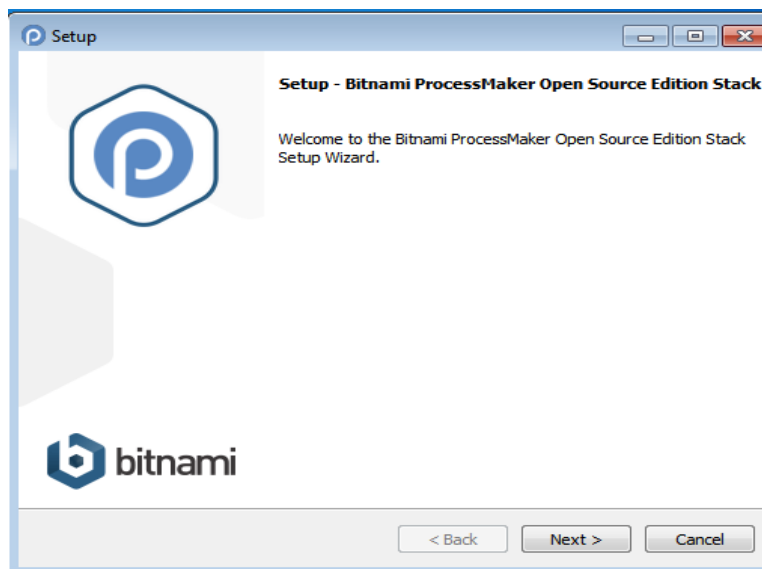 Setup
Setup - Bitnami ProcessMaker Open Source Edition Stack
Welcome to the Bitnami ProcessMaker Open Source Edition Stack
Setup Wizard.
bitnami
< Back
Next >
Cancel